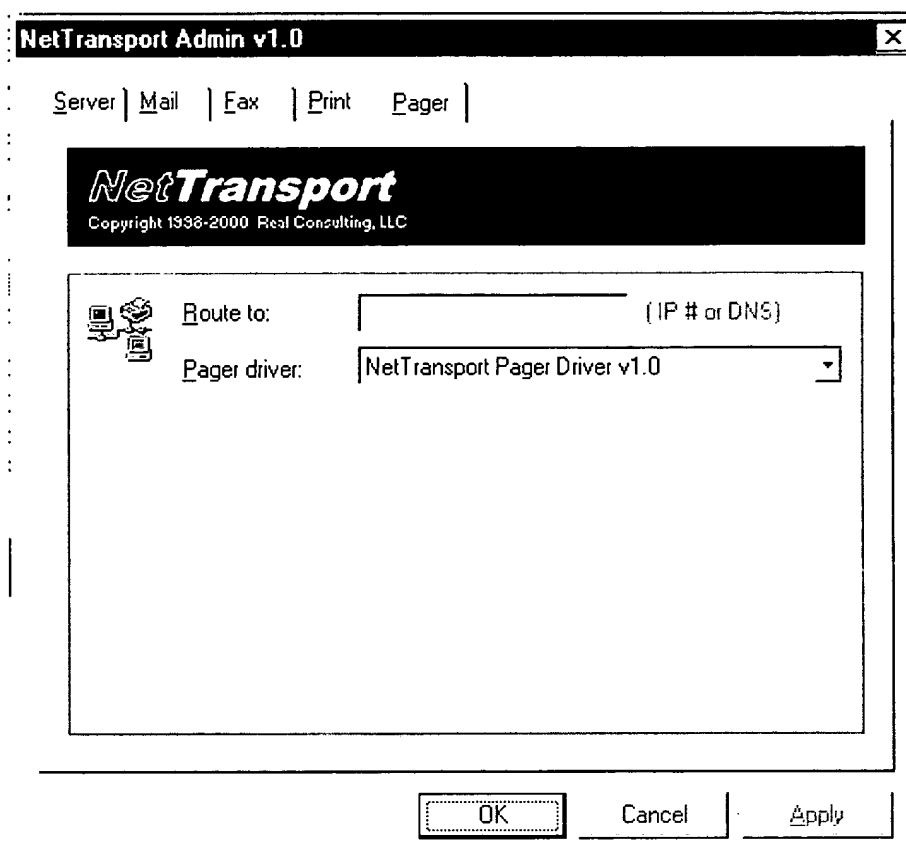 NetTransport Admin v1.0
Server Mail Fax Print Pager
NetTransport
Copyright 1998-2000 Real Consulting, LLC
Route to: (IP # or DNS)
Pager driver: NetTransport Pager Driver v1.0
OK Cancel Apply